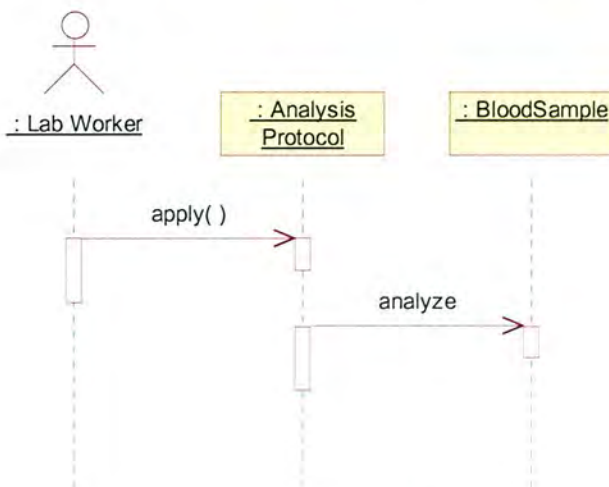 : Lab Worker
: Analysis
Protocol
: BloodSample
apply( )
analyze